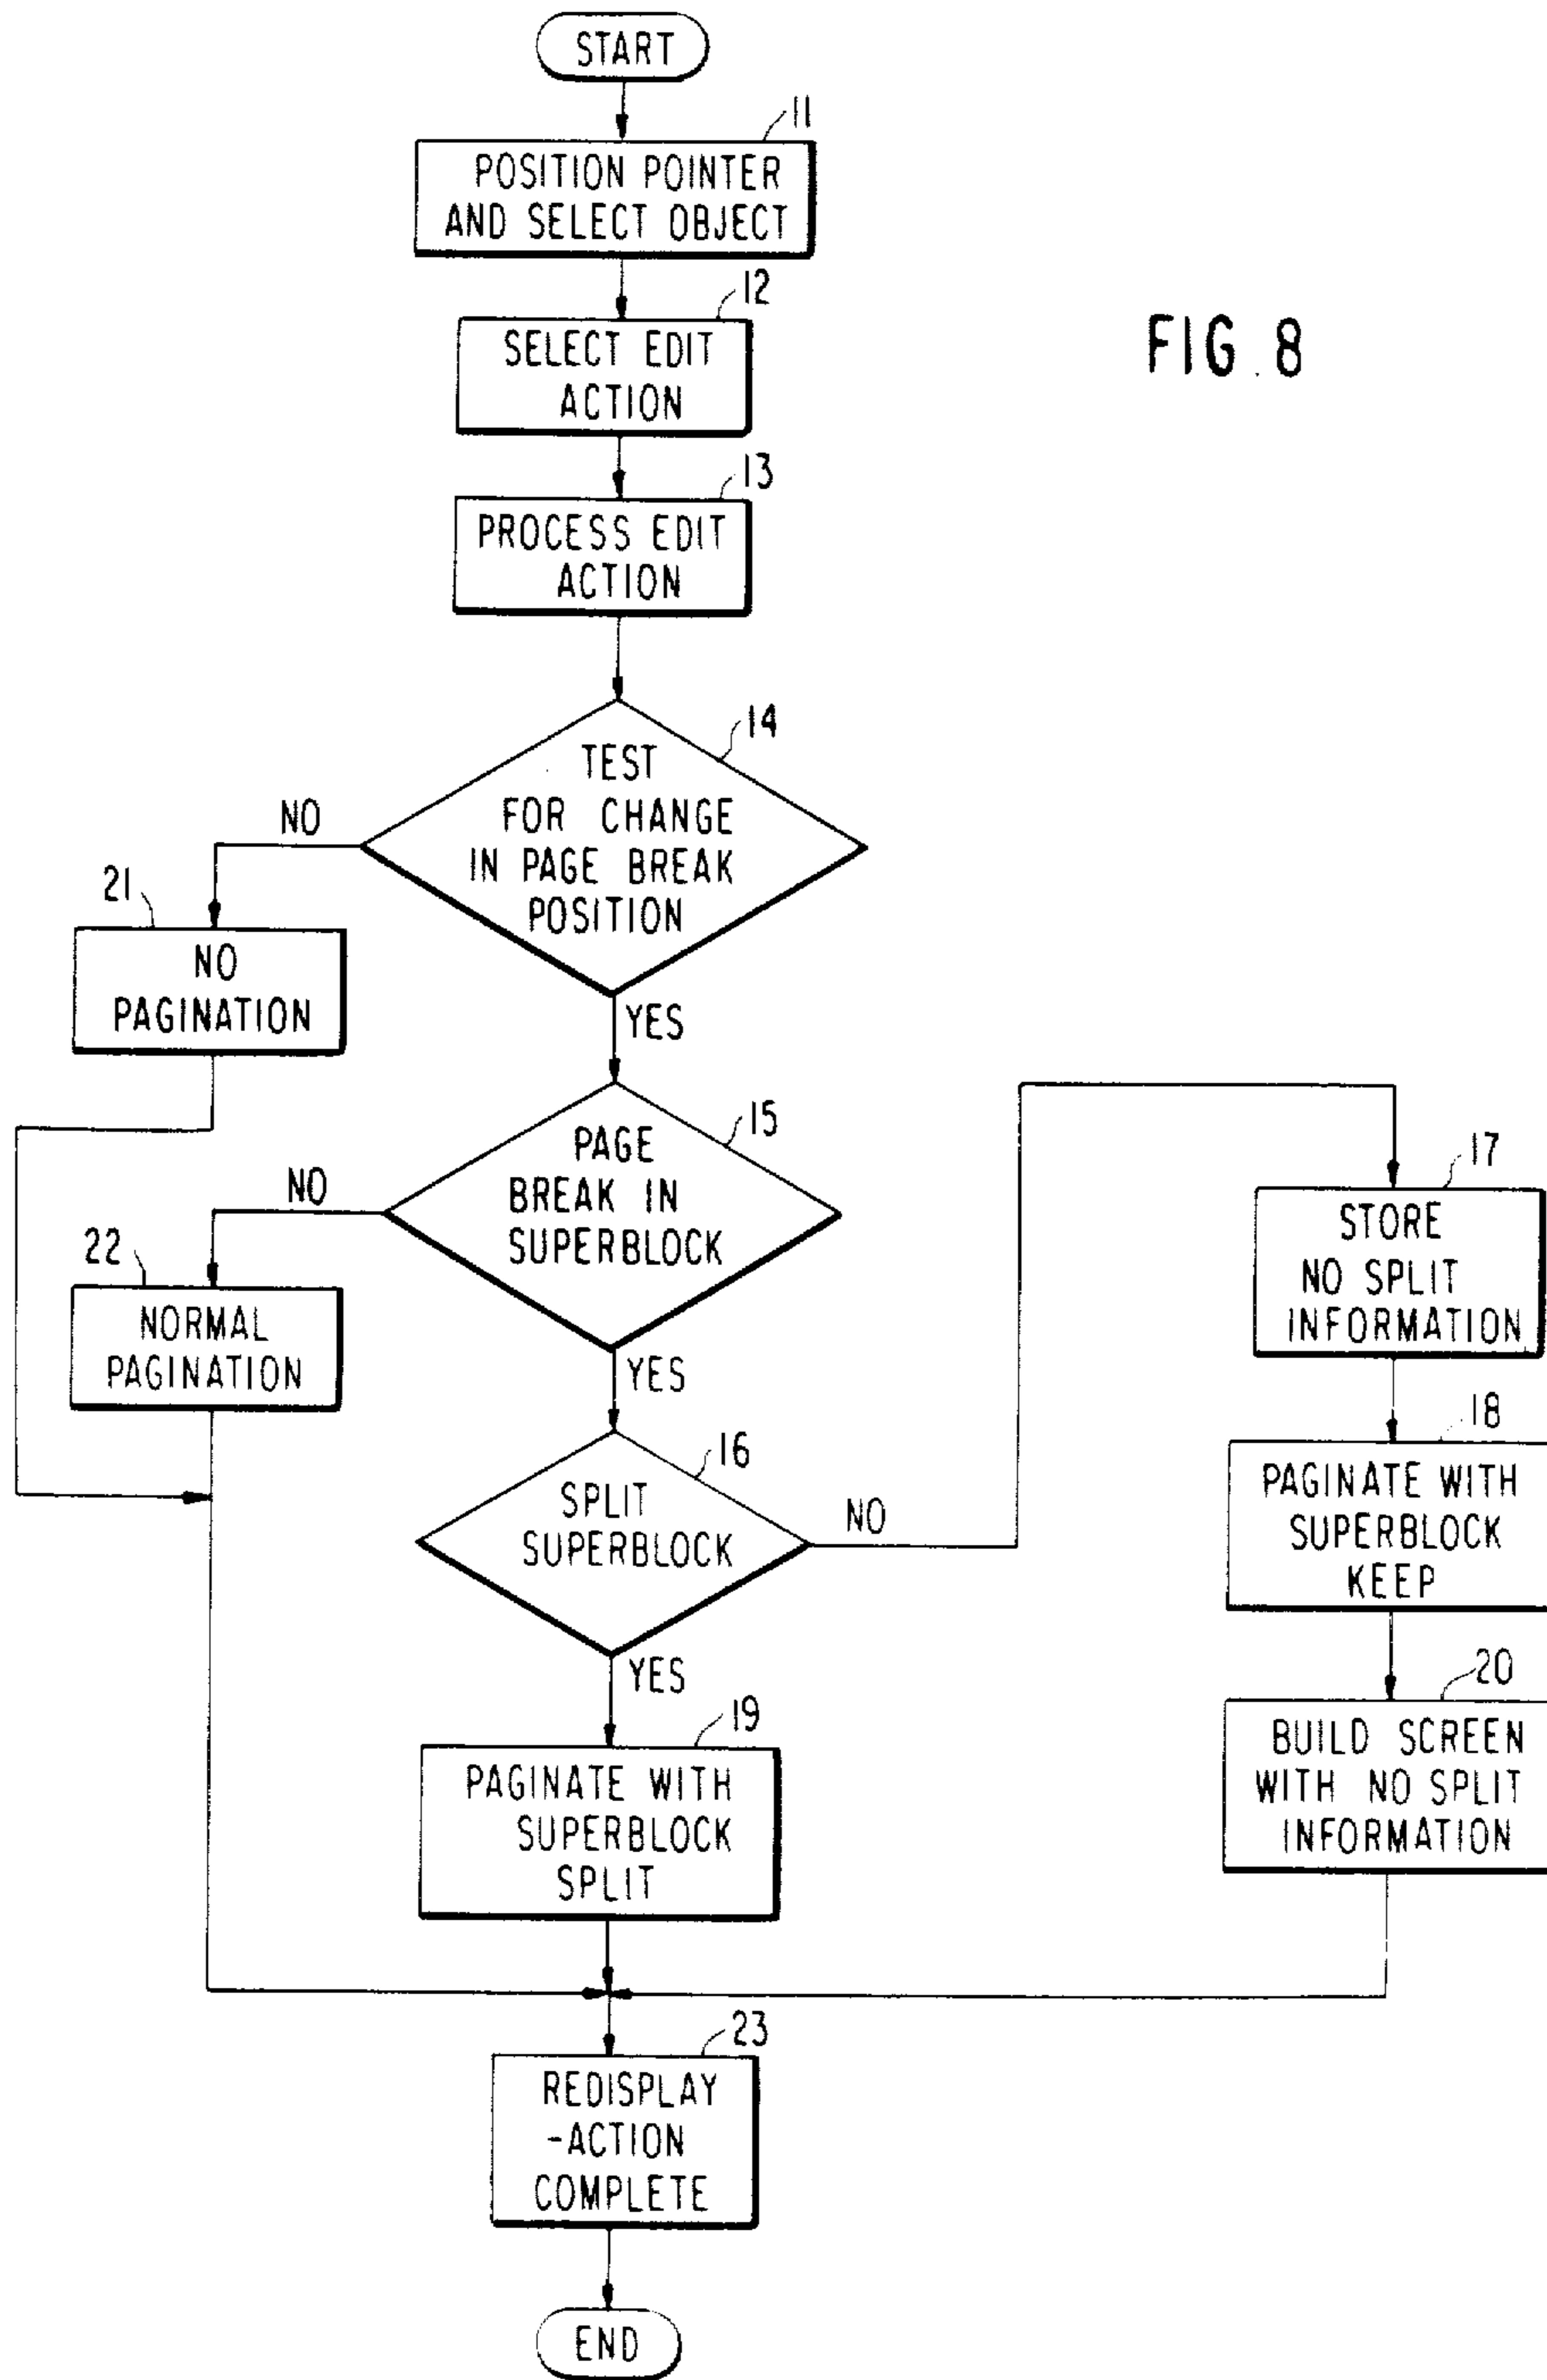 START
11
POSITION POINTER
AND SELECT OBJECT
12
SELECT EDIT
ACTION
FIG. 8
13
PROCESS EDIT
ACTION
14
TEST
FOR CHANGE
IN PAGE BREAK
POSITION
NO
21
NO
PAGINATION
YES
15
PAGE
BREAK IN
SUPERBLOCK
NO
22
NORMAL
PAGINATION
YES
16
SPLIT
SUPERBLOCK
NO
17
STORE
NO SPLIT
INFORMATION
18
PAGINATE WITH
SUPERBLOCK
KEEP
20
BUILD SCREEN
WITH NO SPLIT
INFORMATION
YES
19
PAGINATE WITH
SUPERBLOCK
SPLIT
23
REDISPLAY
-ACTION
COMPLETE
END